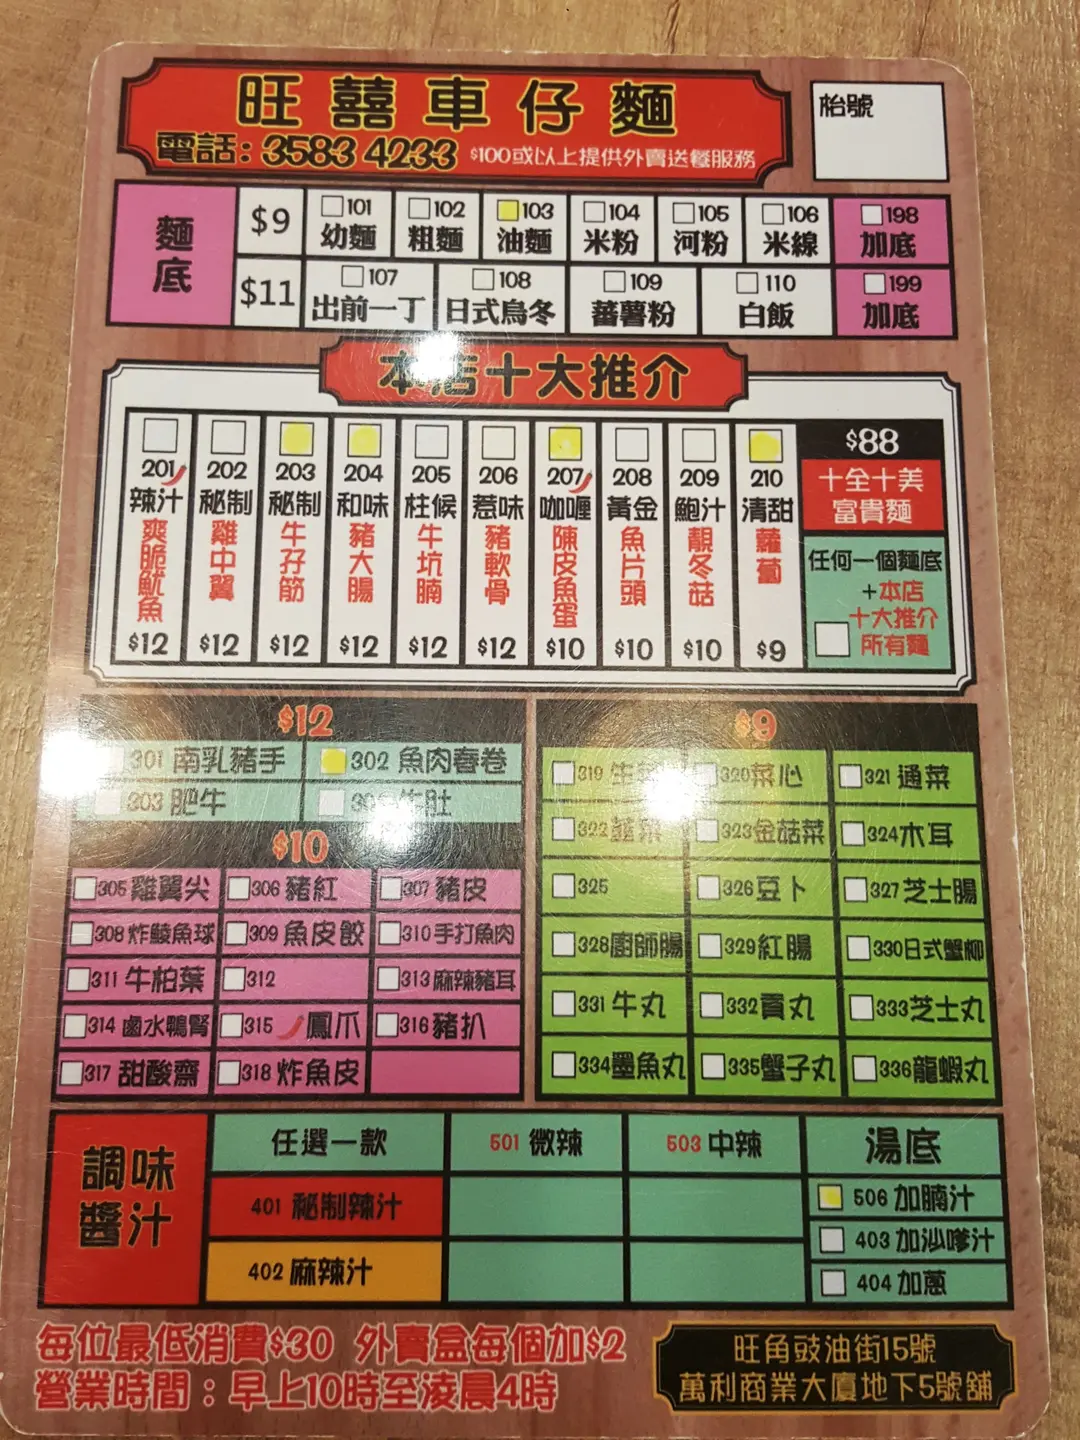 旺囍車仔麵
電話：3583 4233 $100或以上提供外賣送餐服務
枱號
麵底
$9
101 幼麵
102 粗麵
103 油麵
104 米粉
105 河粉
106 米線
198 加底
$11
107 出前一丁
108 日式烏冬
109 蕃薯粉
110 白飯
199 加底
本店十大推介
201 辣汁爽脆魷魚 $12
202 秘制雞中翼 $12
203 秘制牛孖筋 $12
204 和味豬大腸 $12
205 柱候牛坑腩 $12
206 惹味豬軟骨 $12
207 咖喱陳皮魚蛋 $10
208 黃金魚片頭 $10
209 鮑汁靚冬菇 $10
210 清甜蘿蔔 $9
$88
十全十美
富貴麵
任何一個麵底
+本店
十大推介
所有麵
$12
301 南乳豬手
302 魚肉春卷
303 肥牛
牛肚
$10
305 雞翼尖
306 豬紅
307 豬皮
308 炸鯪魚球
309 魚皮餃
310 手打魚肉
311 牛柏葉
312
313 麻辣豬耳
314 鹵水鴨腎
315 鳳爪
316 豬扒
317 甜酸齋
318 炸魚皮
$9
319 生菜
320 菜心
321 通菜
322
323 金菇菜
324 木耳
325
326 豆卜
327 芝士腸
328 廚師腸
329 紅腸
330 日式蟹柳
331 牛丸
332 貢丸
333 芝士丸
334 墨魚丸
335 蟹子丸
336 龍蝦丸
調味
醬汁
任選一款
501 微辣
503 中辣
湯底
401 秘制辣汁
402 麻辣汁
506 加腩汁
403 加沙嗲汁
404 加蔥
每位最低消費$30 外賣盒每個加$2
營業時間：早上10時至淩晨4時
旺角豉油街15號
萬利商業大廈地下5號舖